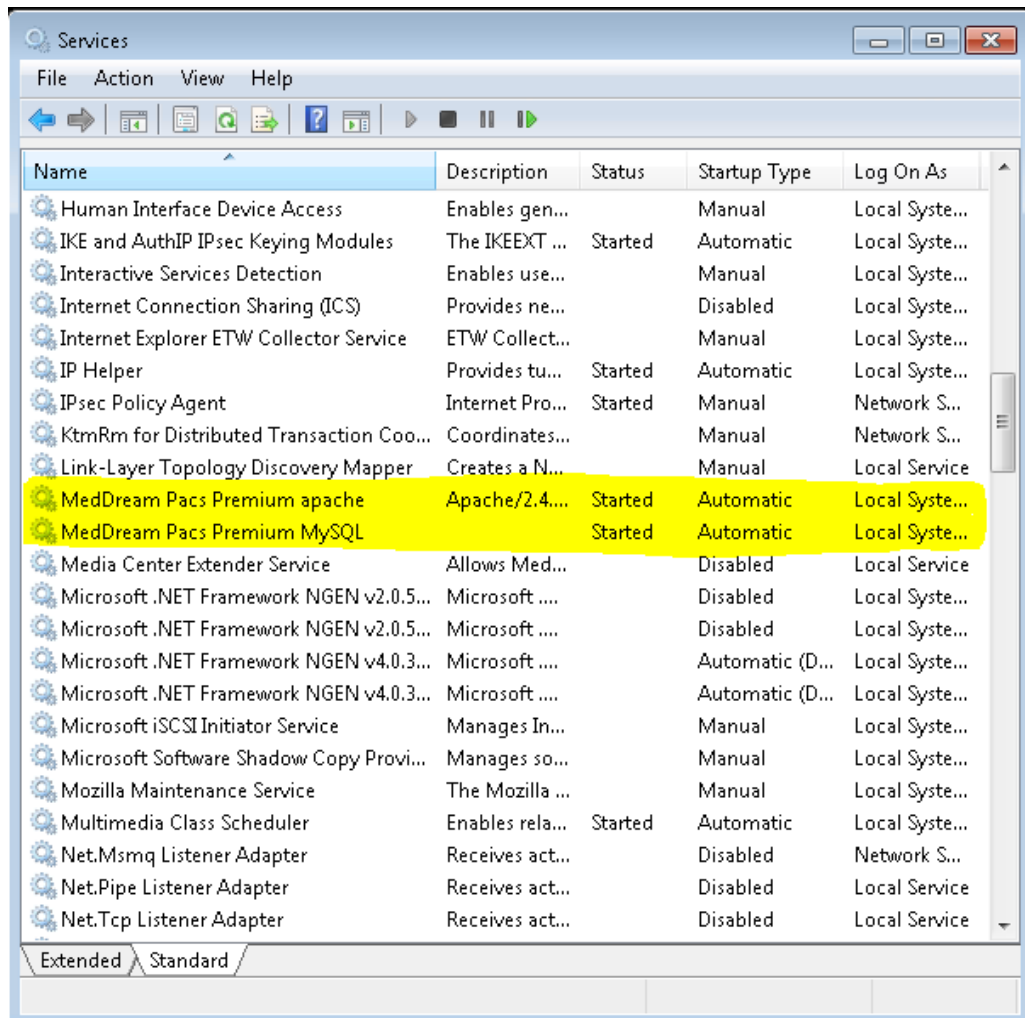 Services
File Action View Help
Name Description Status Startup Type Log On As
Human Interface Device Access Enables gen... Manual Local Syste...
IKE and AuthIP IPsec Keying Modules The IKEEXT ... Started Automatic Local Syste...
Interactive Services Detection Enables use... Manual Local Syste...
Internet Connection Sharing (ICS) Provides ne... Disabled Local Syste...
Internet Explorer ETW Collector Service ETW Collect... Manual Local Syste...
IP Helper Provides tu... Started Automatic Local Syste...
IPsec Policy Agent Internet Pro... Started Manual Network S...
KtmRm for Distributed Transaction Coo... Coordinates... Manual Network S...
Link-Layer Topology Discovery Mapper Creates a N... Manual Local Service
MedDream Pacs Premium apache Apache/2.4.... Started Automatic Local Syste...
MedDream Pacs Premium MySQL Started Automatic Local Syste...
Media Center Extender Service Allows Med... Disabled Local Service
Microsoft .NET Framework NGEN v2.0.5... Microsoft .... Disabled Local Syste...
Microsoft .NET Framework NGEN v2.0.5... Microsoft .... Disabled Local Syste...
Microsoft .NET Framework NGEN v4.0.3... Microsoft .... Automatic (D... Local Syste...
Microsoft .NET Framework NGEN v4.0.3... Microsoft .... Automatic (D... Local Syste...
Microsoft iSCSI Initiator Service Manages In... Manual Local Syste...
Microsoft Software Shadow Copy Provi... Manages so... Manual Local Syste...
Mozilla Maintenance Service The Mozilla ... Manual Local Syste...
Multimedia Class Scheduler Enables rela... Started Automatic Local Syste...
Net.Msmq Listener Adapter Receives act... Disabled Network S...
Net.Pipe Listener Adapter Receives act... Disabled Local Service
Net.Tcp Listener Adapter Receives act... Disabled Local Service
Extended Standard